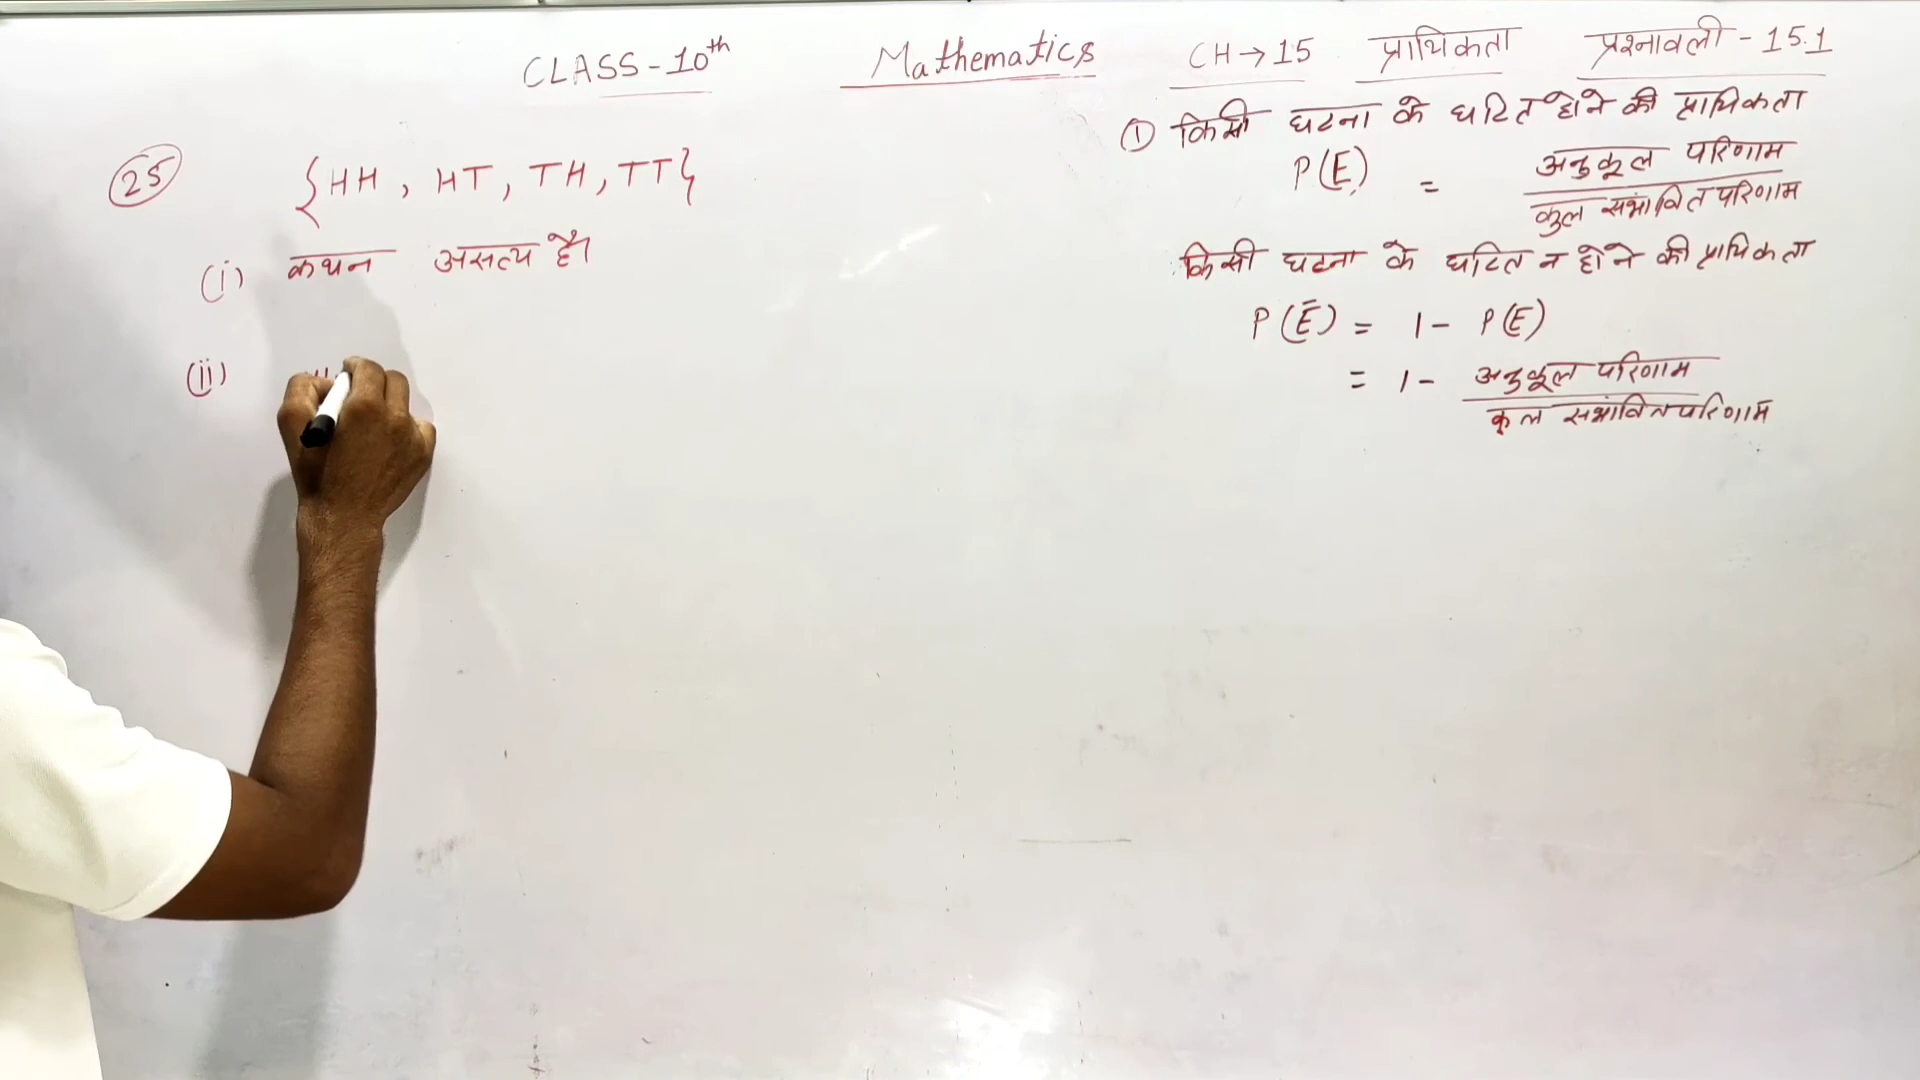 CLASS-10th Mathematics CH→15 प्रायिकता प्रश्नावली-15.1
25 {HH, HT, TH, TT}
(i) कथन असत्य है।
(ii)
① किसी घटना के घटित होने की प्रायिकता
P(E) = अनुकूल परिणाम
कुल सम्भावित परिणाम
किसी घटना के घटित न होने की प्रायिकता
P(Ē) = 1 - P(E)
= 1 - अनुकूल परिणाम
कुल सम्भावित परिणाम